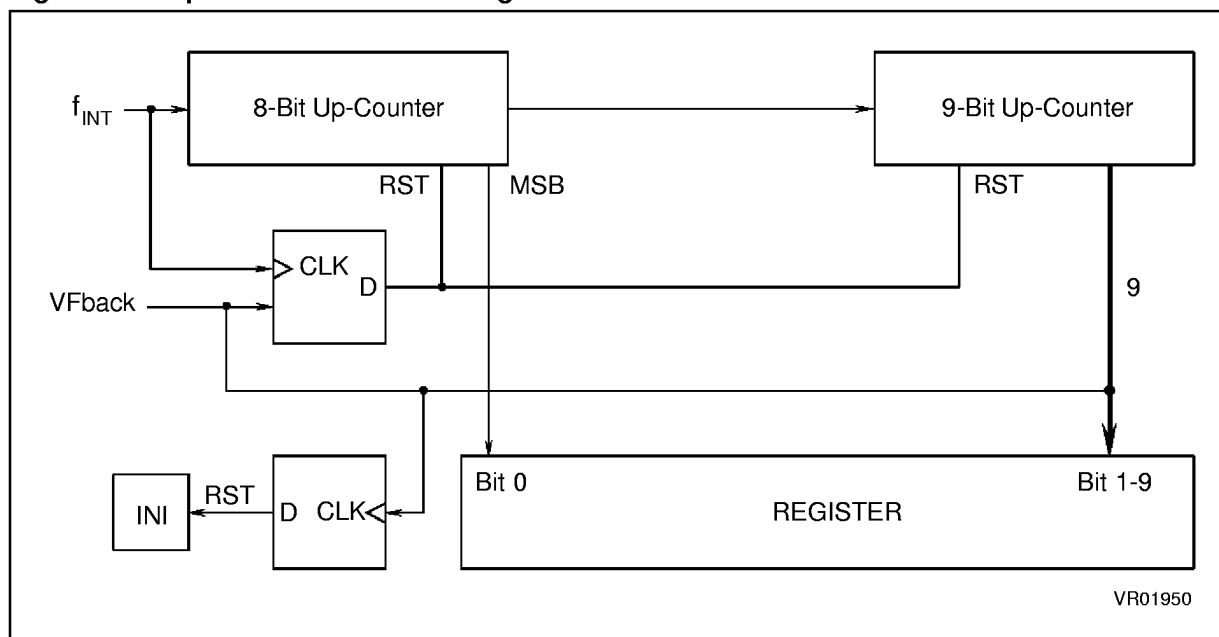 f_INT
8-Bit Up-Counter
9-Bit Up-Counter
RST
MSB
RST
CLK
D
VFback
9
INI
RST
D
CLK
Bit 0
Bit 1-9
REGISTER
VR01950